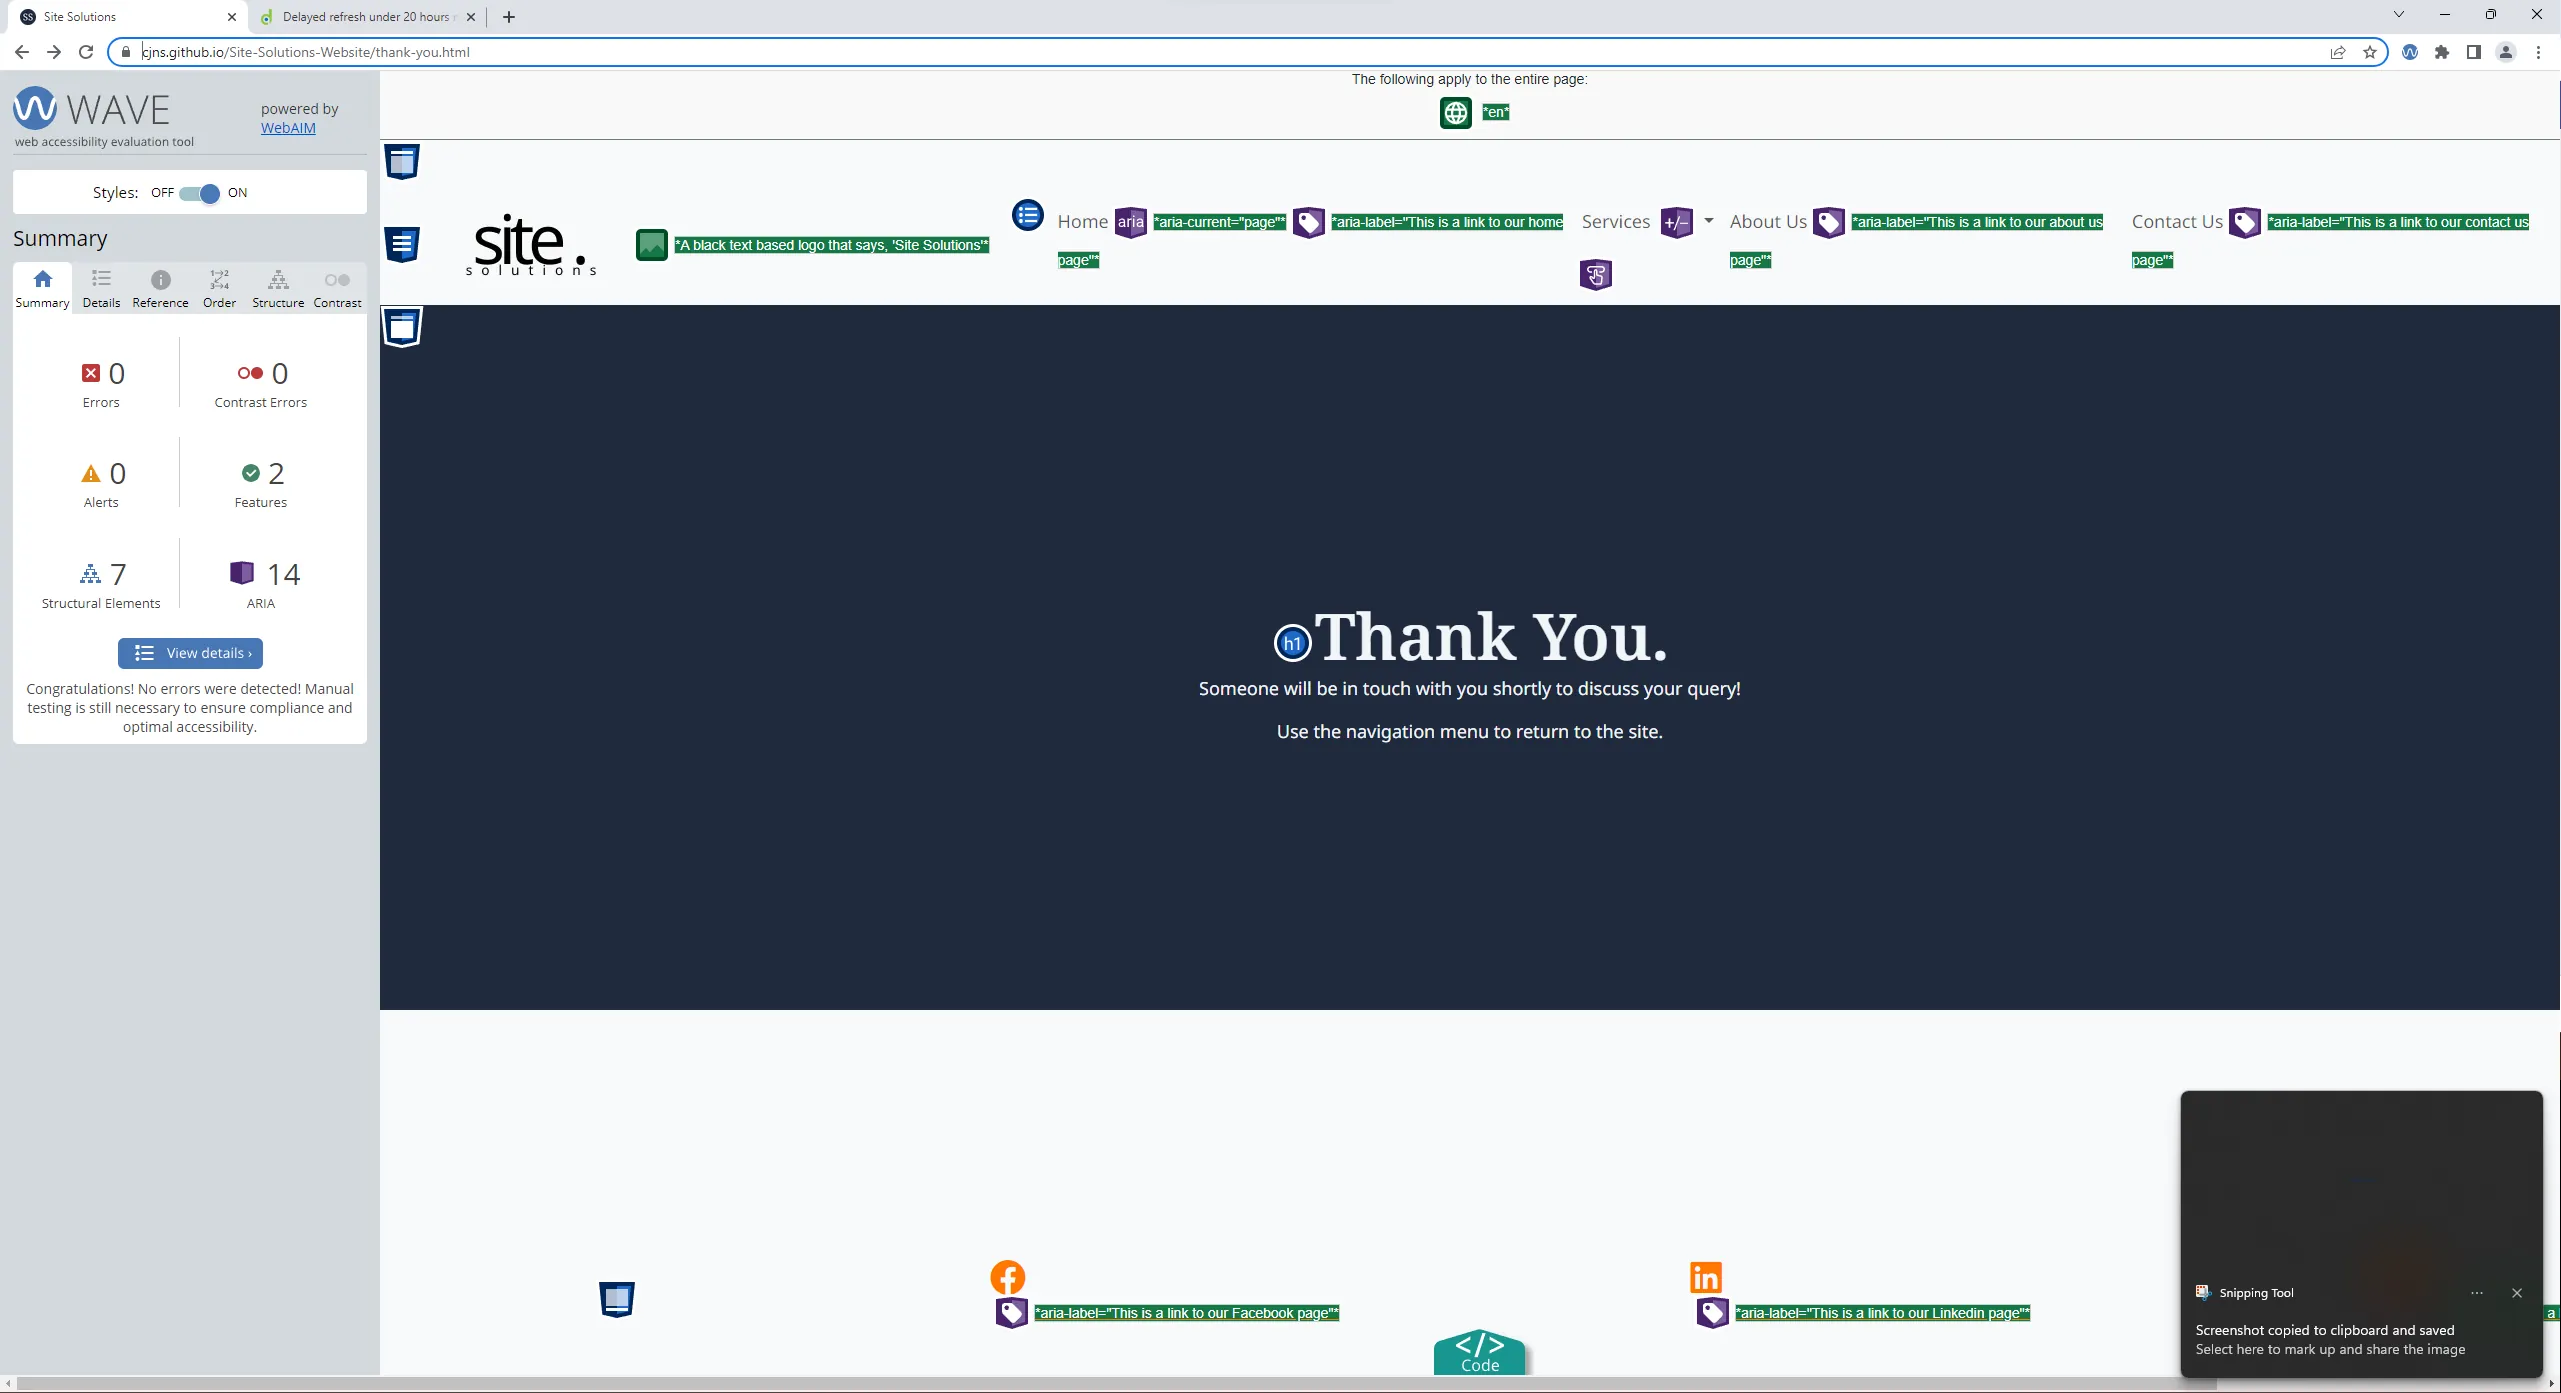 Site Solutions
Delayed refresh under 20 hours
cjns.github.io/Site-Solutions-Website/thank-you.html
WAVE
web accessibility evaluation tool
powered by
WebAIM
Styles: OFF ON
Summary
Summary Details Reference Order Structure Contrast
0 Errors
0 Contrast Errors
0 Alerts
2 Features
7 Structural Elements
14 ARIA
View details ›
Congratulations! No errors were detected! Manual
testing is still necessary to ensure compliance and
optimal accessibility.
The following apply to the entire page:
*en*
site.
solutions
*A black text based logo that says, 'Site Solutions'*
Home aria *aria-current="page"* *aria-label="This is a link to our home
page"*
Services +/-
About Us *aria-label="This is a link to our about us
page"*
Contact Us *aria-label="This is a link to our contact us
page"*
h1 Thank You.
Someone will be in touch with you shortly to discuss your query!
Use the navigation menu to return to the site.
*aria-label="This is a link to our Facebook page"*
in
*aria-label="This is a link to our Linkedin page"*
a
</>
Code
Snipping Tool
Screenshot copied to clipboard and saved
Select here to mark up and share the image